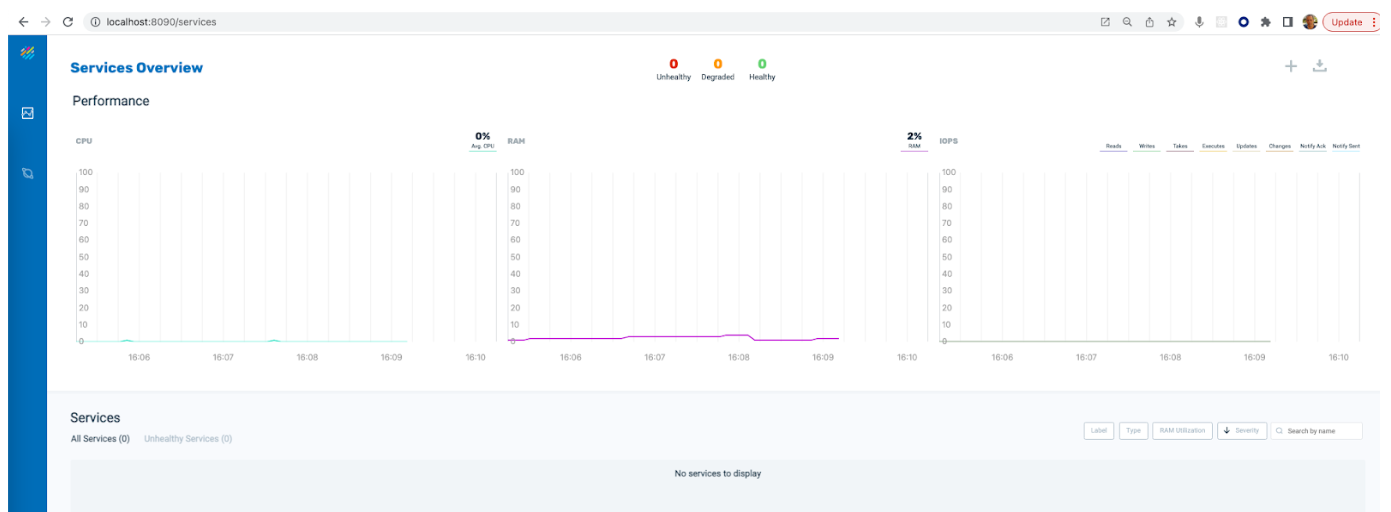 localhost:8090/services
Update
Services Overview
0 0 0
Unhealthy Degraded Healthy
Performance
CPU
0%
Avg. CPU
RAM
2%
RAM
IOPS
Reads Writes Takes Executes Updates Changes Notify Ack Notify Sent
100 100 100
90 90 90
80 80 80
70 70 70
60 60 60
50 50 50
40 40 40
30 30 30
20 20 20
10 10 10
0 0 0
16:06 16:07 16:08 16:09 16:10 16:06 16:07 16:08 16:09 16:10 16:06 16:07 16:08 16:09 16:10
Services
All Services (0) Unhealthy Services (0)
Label Type RAM Utilization Severity Search by name
No services to display